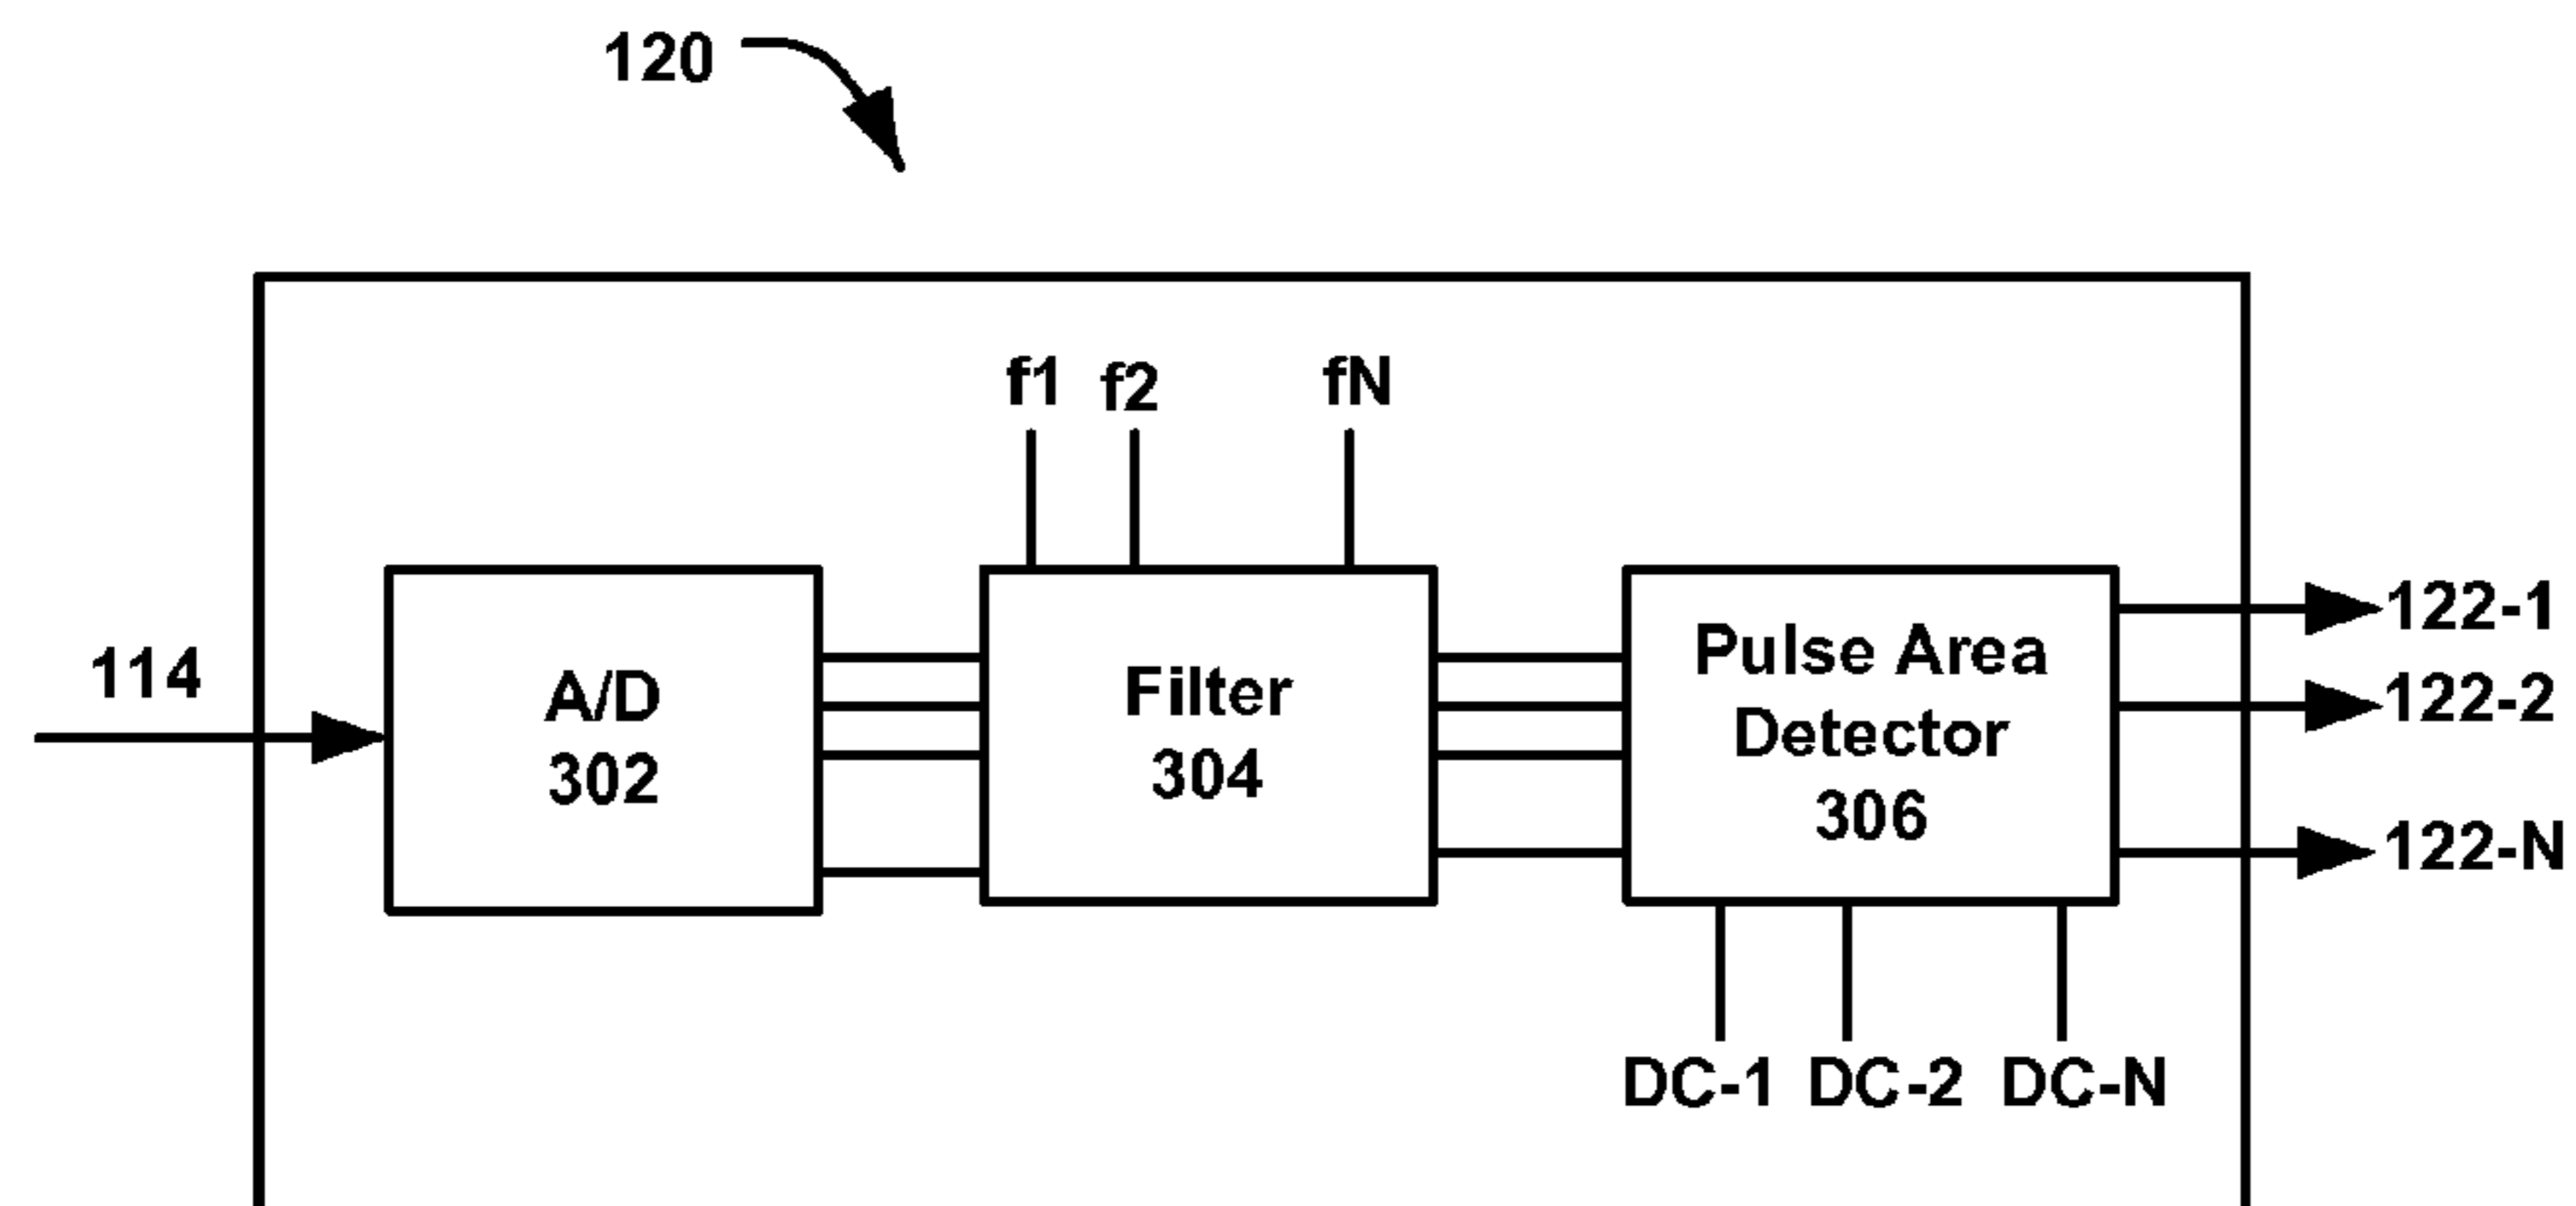 120
f1 f2 fN
114
A/D
302
Filter
304
Pulse Area
Detector
306
122-1
122-2
122-N
DC-1 DC-2 DC-N